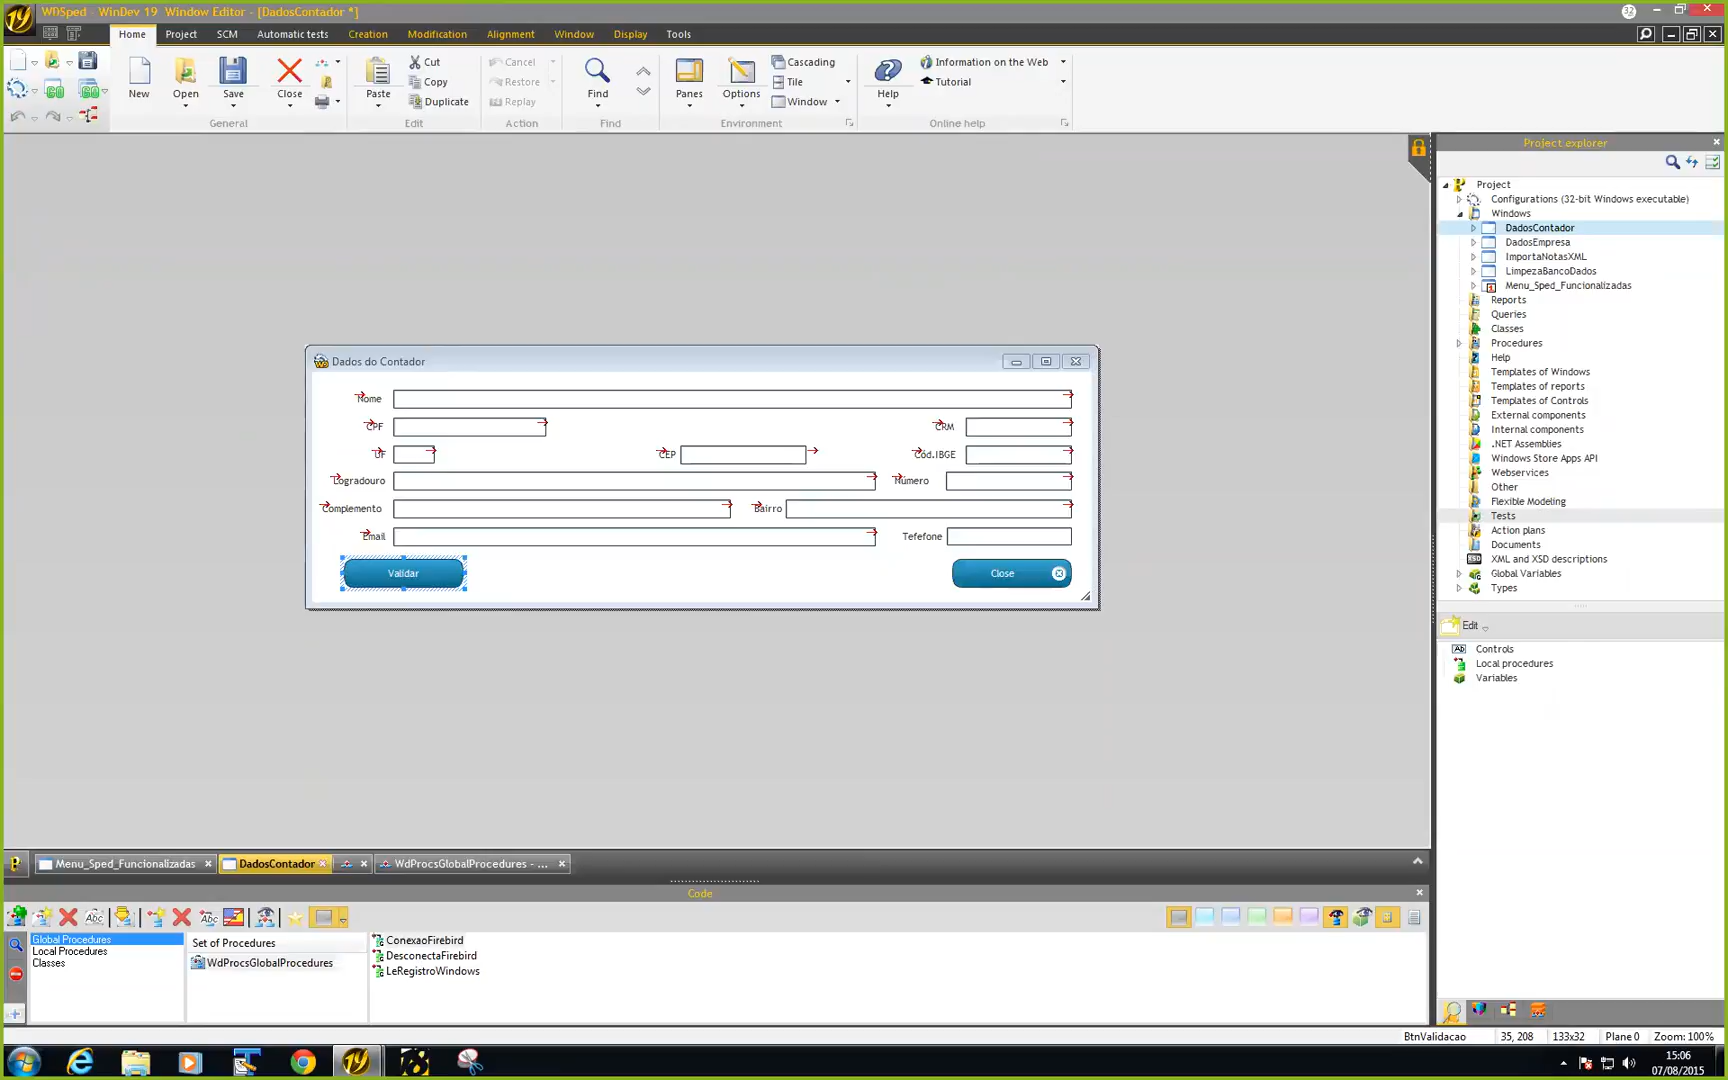 WDSped - WinDev 19 Window Editor - [DadosContador *]
32
Home Project SCM Automatic tests Creation Modification Alignment Window Display Tools
New Open Save Close
Paste Cut Copy Duplicate
Cancel Restore Replay
Find
Panes Options Cascading Tile Window
Help Information on the Web Tutorial
General Edit Action Find Environment Online help
Project explorer
Project
Configurations (32-bit Windows executable)
Windows
DadosContador
DadosEmpresa
ImportaNotasXML
LimpezaBancoDados
Menu_Sped_Funcionalizadas
Reports
Queries
Classes
Procedures
Help
Templates of Windows
Templates of reports
Templates of Controls
External components
Internal components
.NET Assemblies
Windows Store Apps API
Webservices
Other
Flexible Modeling
Tests
Action plans
Documents
XML and XSD descriptions
Global Variables
Types
Edit
Controls
Local procedures
Variables
Dados do Contador
Nome
CPF CRM
UF CEP Cód.IBGE
Logradouro Número
Complemento Bairro
Email Tefefone
Validar Close
Menu_Sped_Funcionalizadas DadosContador WdProcsGlobalProcedures - ...
Code
Global Procedures
Local Procedures
Classes
Set of Procedures
WdProcsGlobalProcedures
ConexaoFirebird
DesconectaFirebird
LeRegistroWindows
BtnValidacao 35, 208 133x32 Plane 0 Zoom: 100%
15:06
07/08/2015